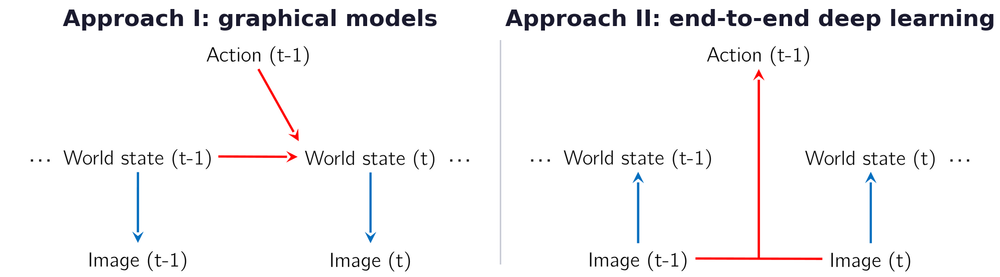 Approach I: graphical models
Action (t-1)
... World state (t-1) World state (t) ...
Image (t-1) Image (t)
Approach II: end-to-end deep learning
Action (t-1)
... World state (t-1) World state (t) ...
Image (t-1) Image (t)